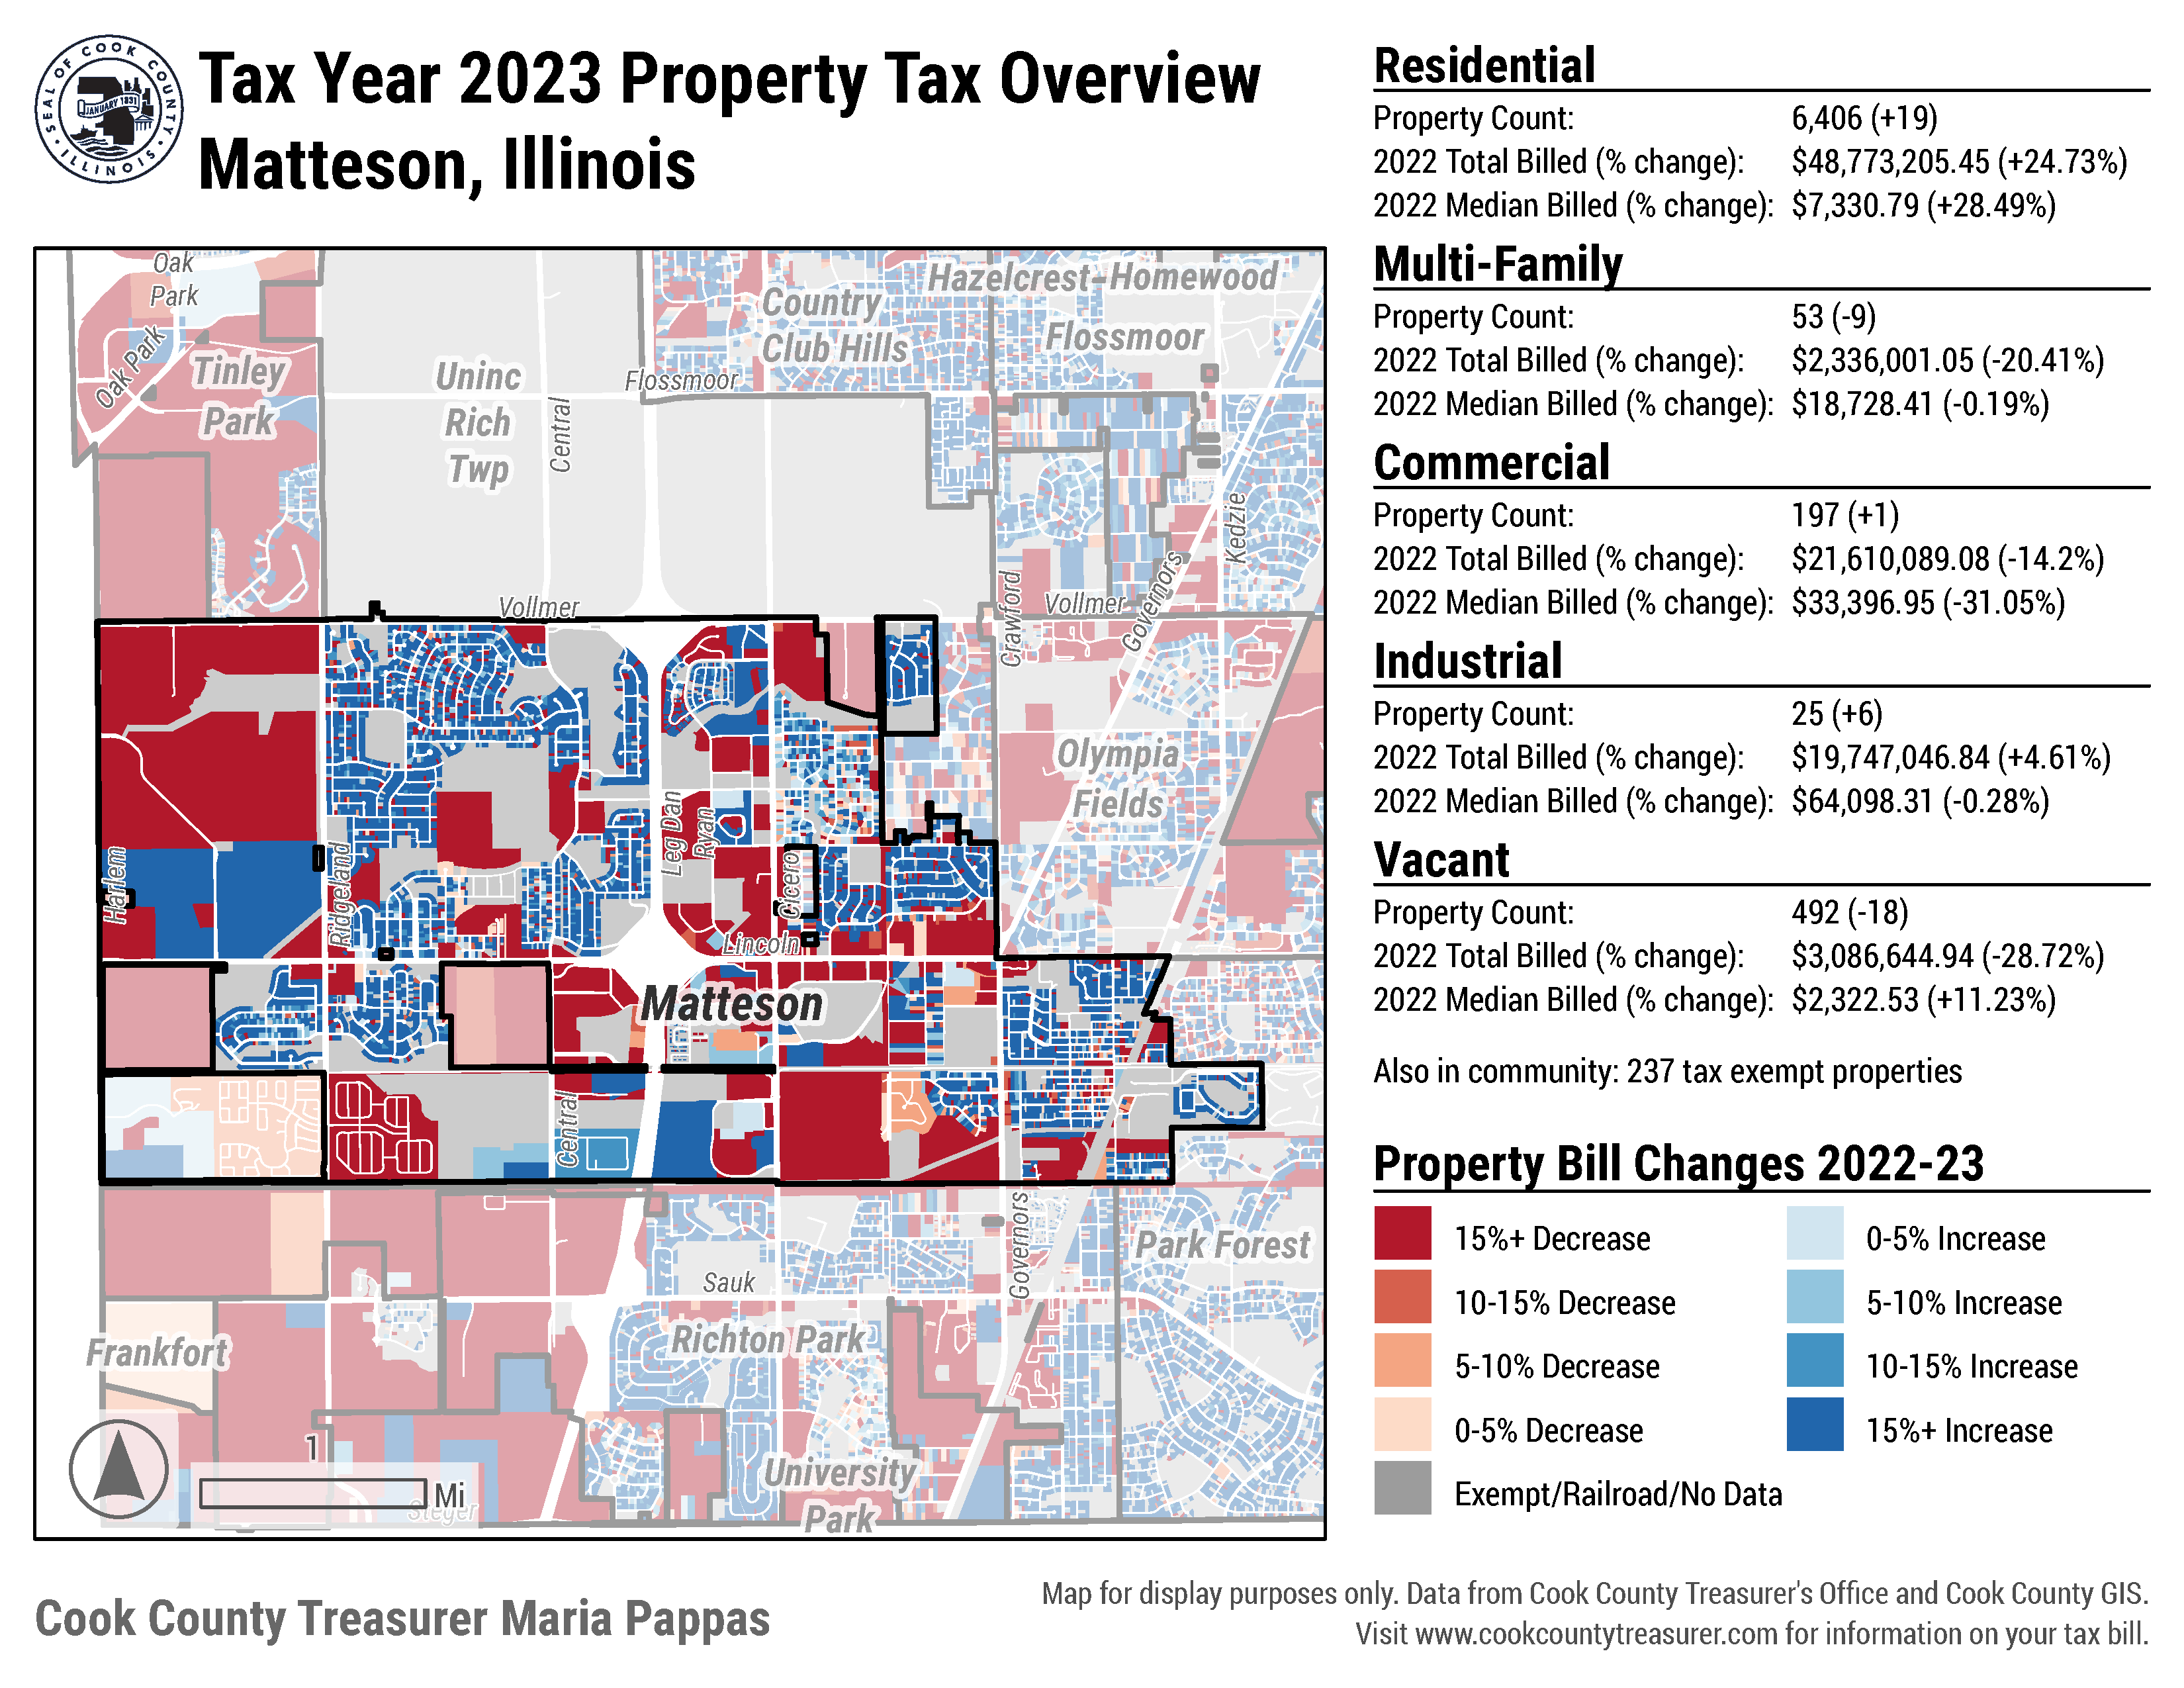 SEAL OF COOK COUNTY
• ILLINOIS •
JANUARY 1831
Tax Year 2023 Property Tax Overview
Matteson, Illinois
Residential
Property Count: 6,406 (+19)
2022 Total Billed (% change): $48,773,205.45 (+24.73%)
2022 Median Billed (% change): $7,330.79 (+28.49%)
Multi-Family
Property Count: 53 (-9)
2022 Total Billed (% change): $2,336,001.05 (-20.41%)
2022 Median Billed (% change): $18,728.41 (-0.19%)
Commercial
Property Count: 197 (+1)
2022 Total Billed (% change): $21,610,089.08 (-14.2%)
2022 Median Billed (% change): $33,396.95 (-31.05%)
Industrial
Property Count: 25 (+6)
2022 Total Billed (% change): $19,747,046.84 (+4.61%)
2022 Median Billed (% change): $64,098.31 (-0.28%)
Vacant
Property Count: 492 (-18)
2022 Total Billed (% change): $3,086,644.94 (-28.72%)
2022 Median Billed (% change): $2,322.53 (+11.23%)
Also in community: 237 tax exempt properties
Property Bill Changes 2022-23
15%+ Decrease
10-15% Decrease
5-10% Decrease
0-5% Decrease
Exempt/Railroad/No Data
0-5% Increase
5-10% Increase
10-15% Increase
15%+ Increase
Oak
Park
Oak Park
Tinley
Park
Uninc
Rich
Twp
Central
Flossmoor
Country
Club Hills
Hazelcrest-Homewood
Flossmoor
Kedzie
Governors
Crawford
Vollmer
Vollmer
Olympia
Fields
Harlem
Ridgeland
Leg Dan
Ryan
Cicero
Lincoln
Matteson
Central
Governors
Park Forest
Sauk
Richton Park
Frankfort
University
Park
Steger
1
Mi
Cook County Treasurer Maria Pappas
Map for display purposes only. Data from Cook County Treasurer's Office and Cook County GIS.
Visit www.cookcountytreasurer.com for information on your tax bill.